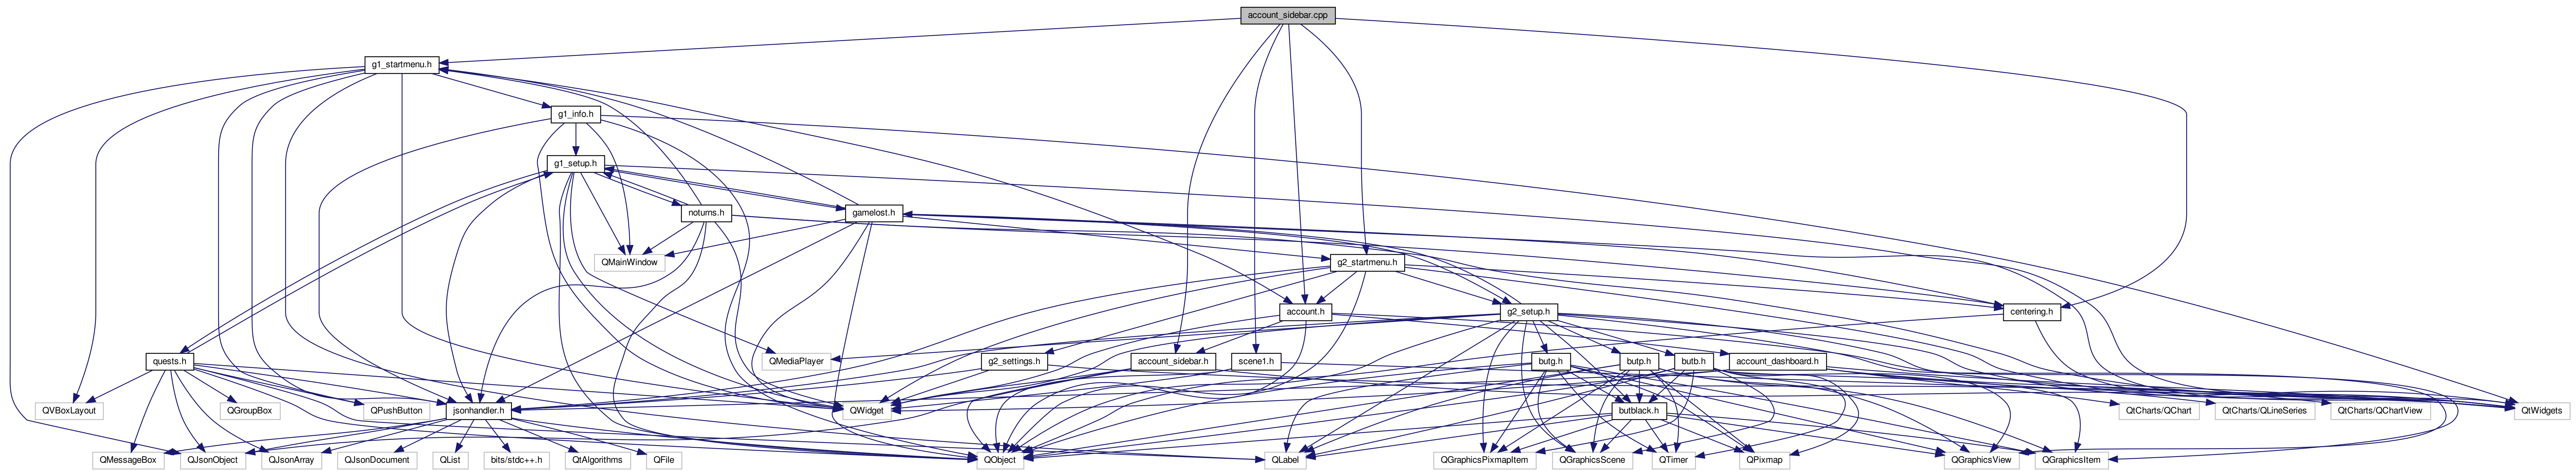 account_sidebar.cpp
g1_startmenu.h
g1_info.h
g1_setup.h
noturns.h
gamelost.h
QMainWindow
g2_startmenu.h
account.h
g2_setup.h
centering.h
quests.h
QMediaPlayer
g2_settings.h
account_sidebar.h
scene1.h
butg.h
butp.h
butb.h
account_dashboard.h
QVBoxLayout
QGroupBox
QPushButton
jsonhandler.h
QWidget
butblack.h
QtCharts/QChart
QtCharts/QLineSeries
QtCharts/QChartView
QtWidgets
QMessageBox
QJsonObject
QJsonArray
QJsonDocument
QList
bits/stdc++.h
QtAlgorithms
QFile
QObject
QLabel
QGraphicsPixmapItem
QGraphicsScene
QTimer
QPixmap
QGraphicsView
QGraphicsItem